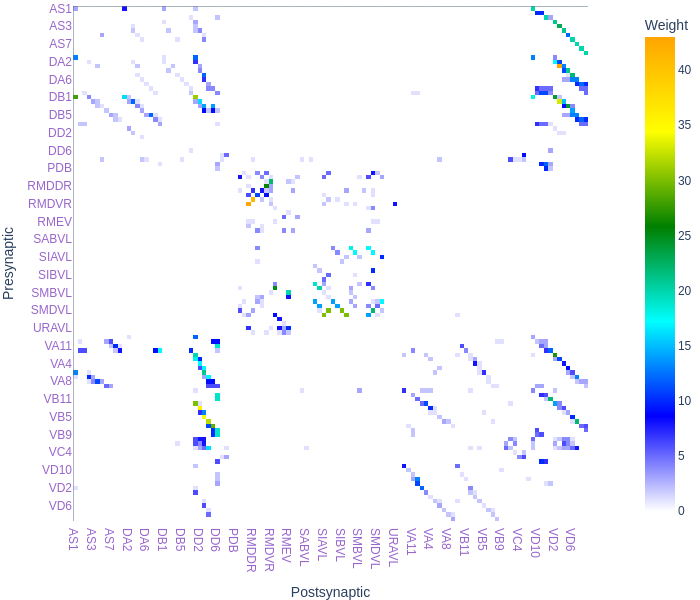 Weight
40
35
30
25
20
15
10
5
0
Presynaptic
AS1
AS3
AS7
DA2
DA6
DB1
DB5
DD2
DD6
PDB
RMDDR
RMDVR
RMEV
SABVL
SIAVL
SIBVL
SMBVL
SMDVL
URAVL
VA11
VA4
VA8
VB11
VB5
VB9
VC4
VD10
VD2
VD6
AS1
AS3
AS7
DA2
DA6
DB1
DB5
DD2
DD6
PDB
RMDDR
RMDVR
RMEV
SABVL
SIAVL
SIBVL
SMBVL
SMDVL
URAVL
VA11
VA4
VA8
VB11
VB5
VB9
VC4
VD10
VD2
VD6
Postsynaptic